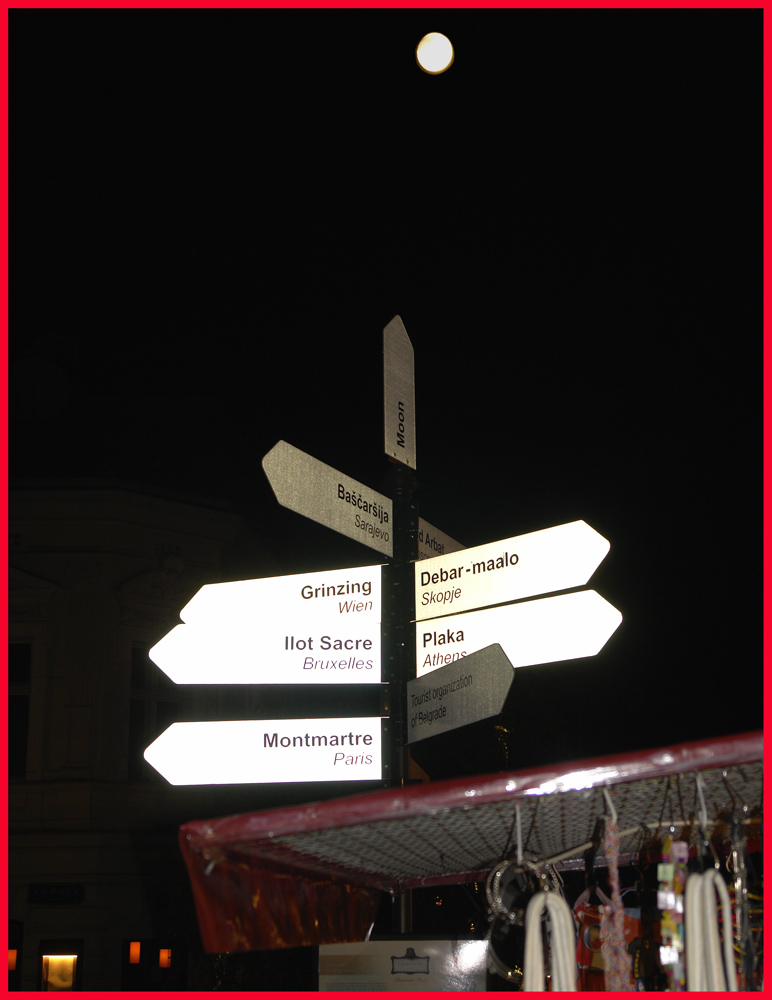 Moon
Baščaršija
Sarajevo
d Arbat
Debar-maalo
Skopje
Grinzing
Wien
Plaka
Athens
Ilot Sacre
Bruxelles
Tourist organization
of Belgrade
Montmartre
Paris